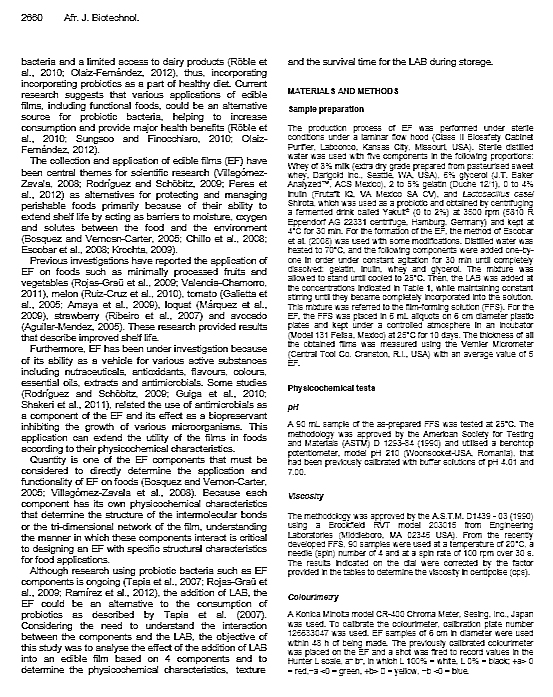 2660 Afr. J. Biotechnol.
bacteria and a limited access to dairy products (Röble et
al., 2010; Olaiz-Fernández, 2012), thus, incorporating
incorporating probiotics as a part of healthy diet. Current
research suggests that various applications of edible
films, including functional foods, could be an alternative
source for probiotic bacteria, helping to increase
consumption and provide major health benefits (Röble et
al., 2010; Sungsoo and Finocchiaro, 2010; Olaiz-
Fernández, 2012).
The collection and application of edible films (EF) have
been central themes for scientific research (Villagómez-
Zavala, 2008; Rodríguez and Schöbitz, 2009; Feres et
al., 2012) as alternatives for protecting and managing
perishable foods primarily because of their ability to
extend shelf life by acting as barriers to moisture, oxygen
and solutes between the food and the environment
(Bosquez and Vernon-Carter, 2005; Chillo et al., 2008;
Escobar et al., 2008; Krochta, 2009).
Previous investigations have reported the application of
EF on foods such as minimally processed fruits and
vegetables (Rojas-Graü et al., 2009; Valencia-Chamorro,
2011), melon (Ruiz-Cruz et al., 2010), tomato (Galietta et
al., 2005; Amaya et al., 2009), loquat (Márquez et al.,
2009), strawberry (Ribeiro et al., 2007) and avocado
(Aguilar-Mendez, 2005). These research provided results
that describe improved shelf life.
Furthermore, EF has been under investigation because
of its ability as a vehicle for various active substances
including nutraceuticals, antioxidants, flavours, colours,
essential oils, extracts and antimicrobials. Some studies
(Rodríguez and Schöbitz, 2009; Guiga et al., 2010;
Shakeri et al., 2011), related the use of antimicrobials as
a component of the EF and its effect as a biopreservant
inhibiting the growth of various microorganisms. This
application can extend the utility of the films in foods
according to their physicochemical characteristics.
Quantity is one of the EF components that must be
considered to directly determine the application and
functionality of EF on foods (Bosquez and Vernon-Carter,
2005; Villagómez-Zavala et al., 2008). Because each
component has its own physicochemical characteristics
that determine the structure of the intermolecular bonds
or the tri-dimensional network of the film, understanding
the manner in which these components interact is critical
to designing an EF with specific structural characteristics
for food applications.
Although research using probiotic bacteria such as EF
components is ongoing (Tapia et al., 2007; Rojas-Graü et
al., 2009; Ramírez et al., 2012), the addition of LAB, the
EF could be an alternative to the consumption of
probiotics as described by Tapia et al. (2007).
Considering the need to understand the interaction
between the components and the LAB, the objective of
this study was to analyse the effect of the addition of LAB
into an edible film based on 4 components and to
determine the physicochemical characteristics, texture
and the survival time for the LAB during storage.
MATERIALS AND METHODS
Sample preparation
The production process of EF was performed under sterile
conditions under a laminar flow hood (Class II Biosafety Cabinet
Purifier, Labconco, Kansas City, Missouri, USA). Sterile distilled
water was used with five components in the following proportions:
Whey of 3% milk (extra dry grade prepared from pasteurised sweet
whey, Darigold Inc., Seattle, WA, USA), 6% glycerol (J.T. Baker
Analyzed™, ACS Mexico), 2 to 5% gelatin (Duche 12/1), 0 to 4%
inulin (Frutafit IQ, VA Mexico SA CV), and Lactobacillus casei
Shirota, which was used as a probiotic and obtained by centrifuging
a fermented drink called Yakult (0 to 2%) at 3500 rpm (5810 R
Eppendorf AG 22331 centrifuge, Hamburg, Germany) and kept at
4°C for 30 min. For the formation of the EF, the method of Escobar
et al. (2008) was used with some modifications. Distilled water was
heated to 70°C, and the following components were added one-by-
one in order under constant agitation for 30 min until completely
dissolved: gelatin, inulin, whey and glycerol. The mixture was
allowed to stand until cooled to 25°C. Then, the LAB was added at
the concentrations indicated in Table 1, while maintaining constant
stirring until they became completely incorporated into the solution.
This mixture was referred to the film-forming solution (FFS). For the
EF, the FFS was placed in 5 mL aliquots on 6 cm diameter plastic
plates and kept under a controlled atmosphere in an incubator
(Model 131 Felisa, Mexico) at 25°C for 10 days. The thickness of all
the obtained films was measured using the Vernier Micrometer
(Central Tool Co. Cranston, R.I., USA) with an average value of 5
EF.
Physicochemical tests
pH
A 90 mL sample of the as-prepared FFS was tested at 25°C. The
methodology was approved by the American Society for Testing
and Materials (ASTM) D 1293-84 (1990) and utilised a benchtop
potentiometer, model pH 210 (Woonsocket-USA, Romania), that
had been previously calibrated with buffer solutions of pH 4.01 and
7.00.
Viscosity
The methodology was approved by the A.S.T.M. D1439 - 03 (1990)
using a Brookfield RVT model 203015 from Engineering
Laboratories (Middleboro, MA 02346 USA). From the recently
developed FFS, 90 samples were used at a temperature of 20°C, a
needle (spin) number of 4 and at a spin rate of 100 rpm over 30 s.
The results indicated on the dial were corrected by the factor
provided in the tables to determine the viscosity in centipoise (cps).
Colourimetry
A Konica Minolta model CR-400 Chroma Meter, Sesing, Inc., Japan
was used. To calibrate the colourimeter, calibration plate number
126633047 was used. EF samples of 6 cm in diameter were used
within 48 h of being made. The previously calibrated colourimeter
was placed on the EF and a shot was fired to record values in the
Hunter L scale, a* b*, in which L 100% = white, L 0% = black; +a> 0
= red, -a <0 = green, +b> 0 = yellow, -b <0 = blue.